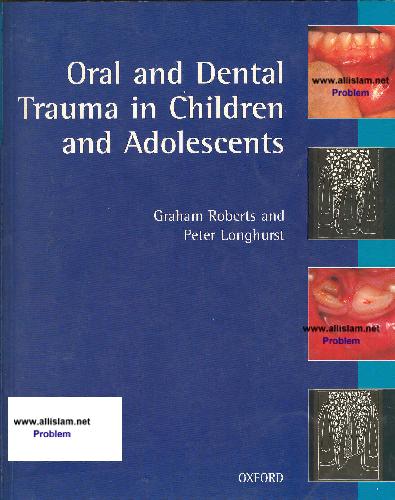 Oral and Dental
Trauma in Children
and Adolescents
Graham Roberts and
Peter Longhurst
www.allislam.net
Problem
www.allislam.net
Problem
www.allislam.net
Problem
OXFORD